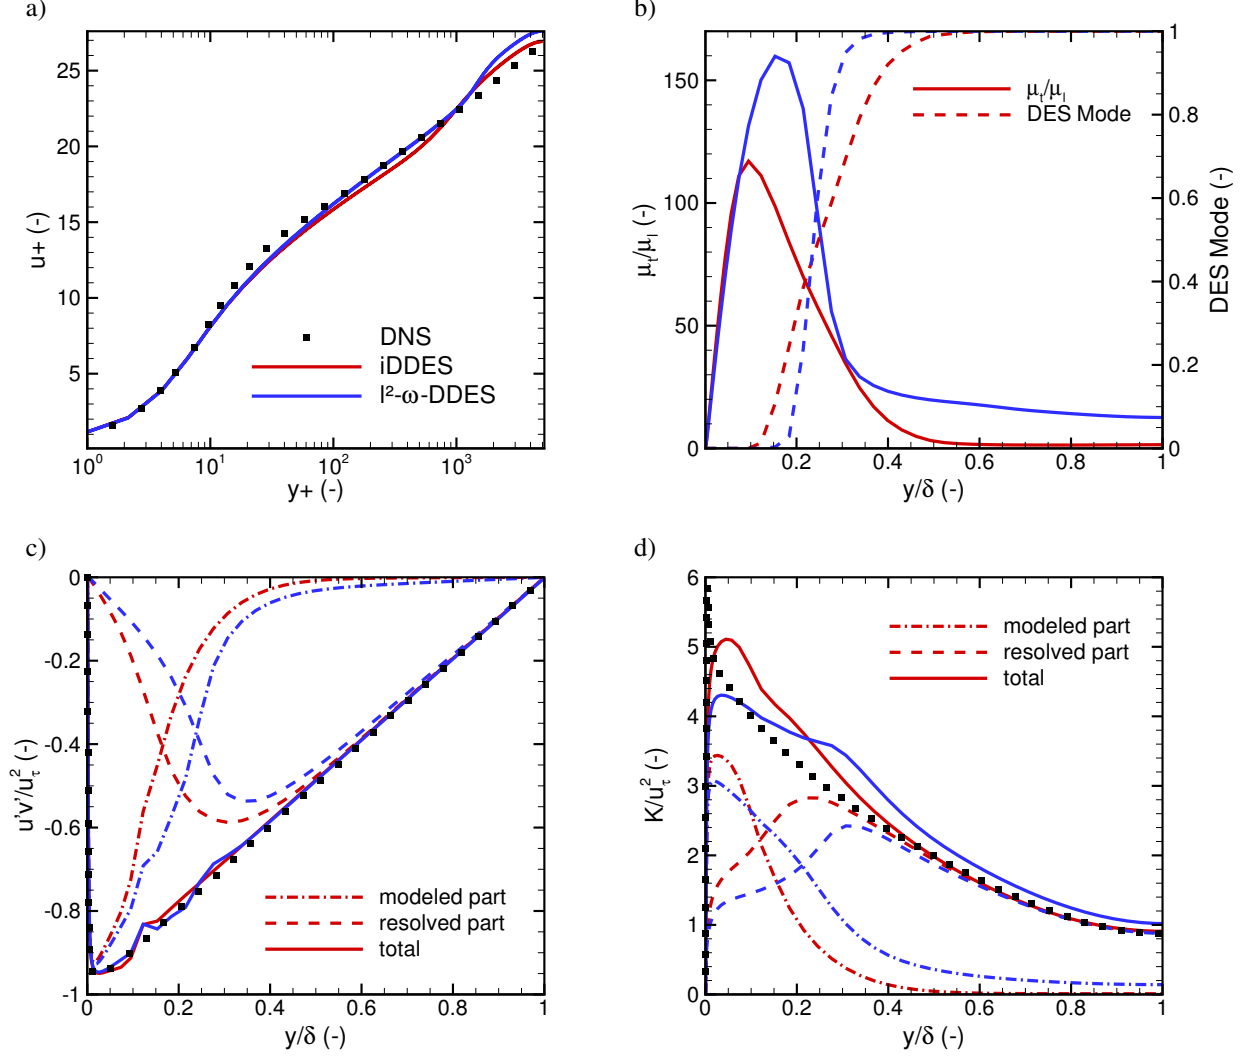 a)
25
20
15
10
5
u+ (-)
DNS
iDDES
l²-ω-DDES
10⁰ 10¹ 10² 10³
y+ (-)
b)
150
100
50
0
μₜ/μₗ (-)
μₜ/μₗ
DES Mode
1
0.8
0.6
0.4
0.2
0
DES Mode (-)
0.2 0.4 0.6 0.8 1
y/δ (-)
c)
0
-0.2
-0.4
-0.6
-0.8
-1
u'v'/u²τ (-)
modeled part
resolved part
total
0 0.2 0.4 0.6 0.8 1
y/δ (-)
d)
6
5
4
3
2
1
0
K/u²τ (-)
modeled part
resolved part
total
0 0.2 0.4 0.6 0.8 1
y/δ (-)